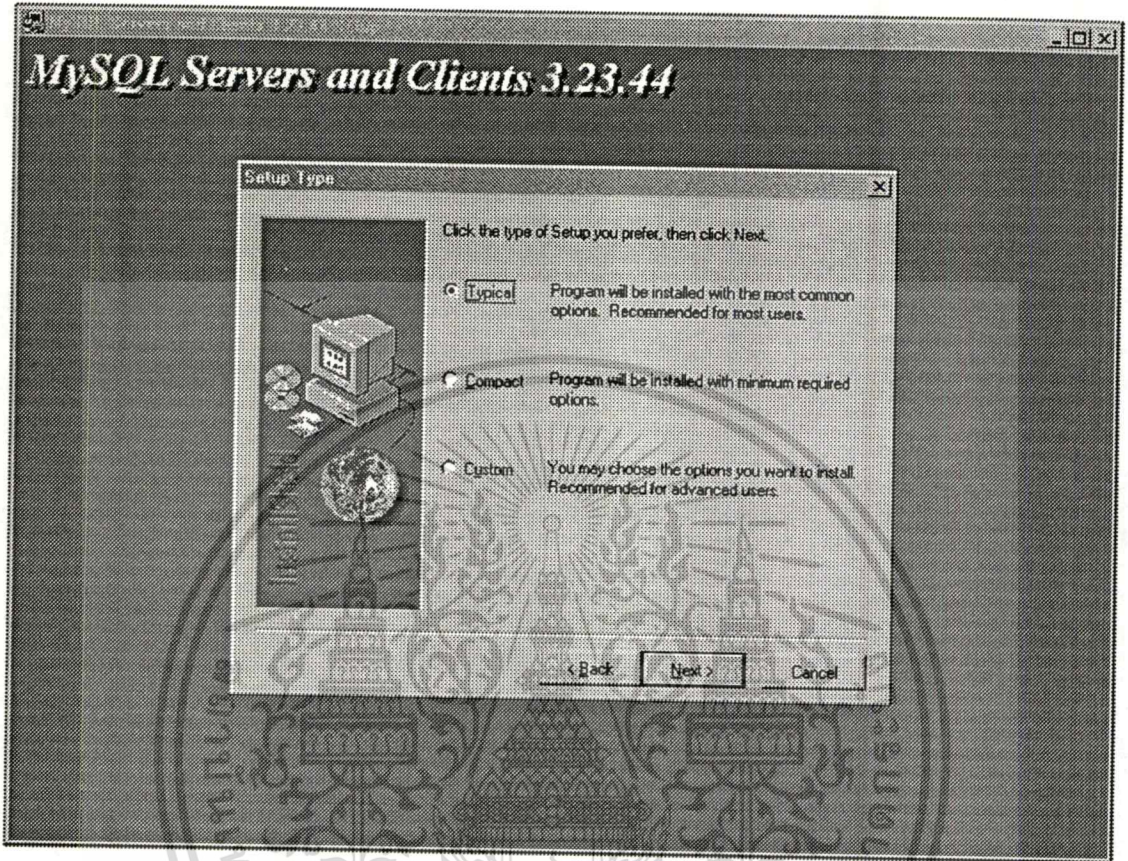 MySQL Servers and Clients 3.23.44
Setup Type
Click the type of Setup you prefer, then click Next.
Typical Program will be installed with the most common
options. Recommended for most users.
Compact Program will be installed with minimum required
options.
Custom You may choose the options you want to install.
Recommended for advanced users.
InstallShield
< Back Next > Cancel